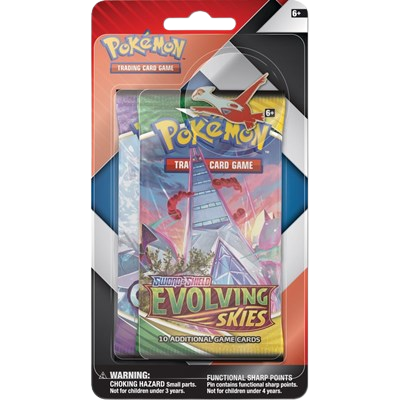 6+
POKéMON
TRADING CARD GAME
6+
POKéMON
TRADING CARD GAME
SWORD & SHIELD
EVOLVING
SKIES
10 ADDITIONAL GAME CARDS
WARNING: FUNCTIONAL SHARP POINTS
CHOKING HAZARD Small parts. Pin contains functional sharp points.
Not for children under 3 years. Not for children under 4 years.